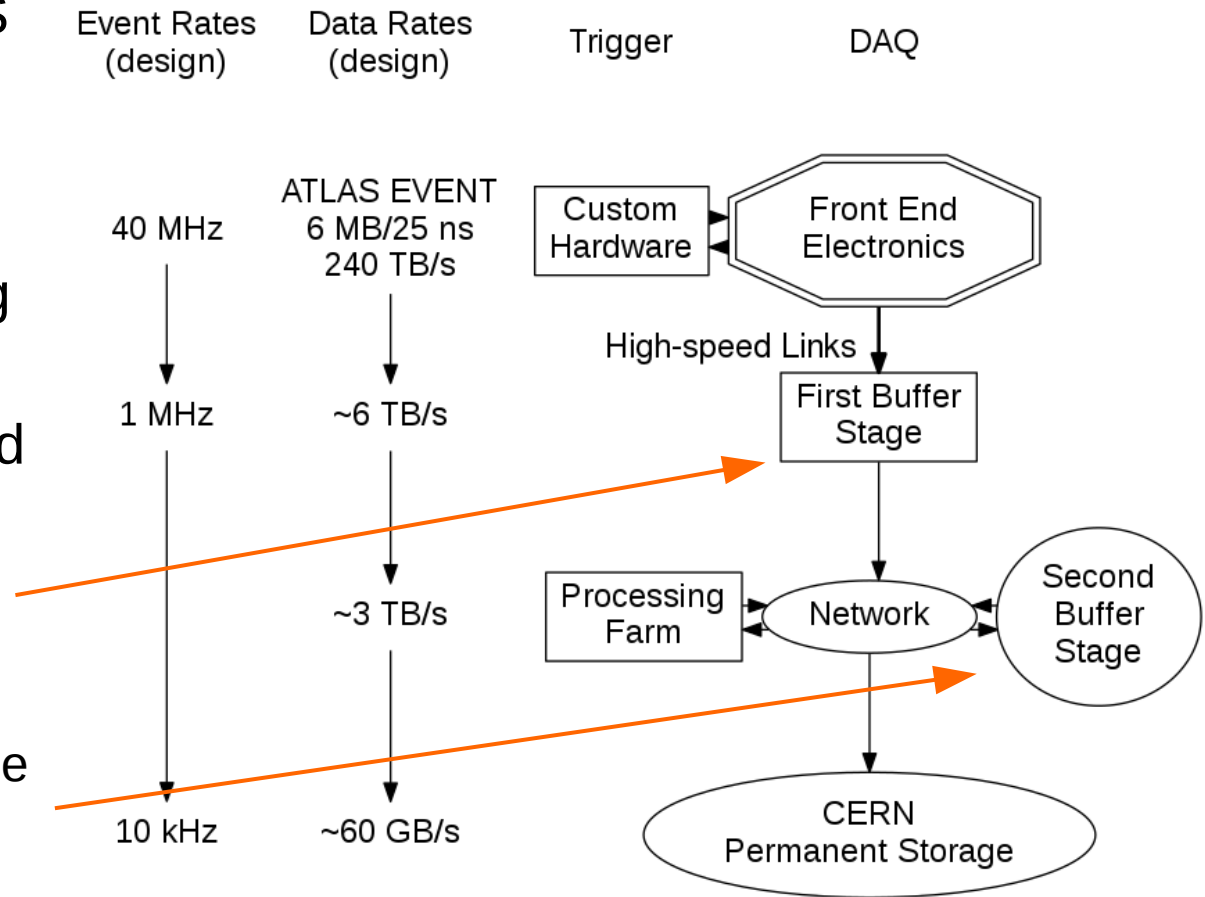 s
Event Rates
(design)
Data Rates
(design)
Trigger
DAQ
ATLAS EVENT
6 MB/25 ns
240 TB/s
40 MHz
Custom
Hardware
Front End
Electronics
g
High-speed Links
1 MHz
~6 TB/s
First Buffer
Stage
d
~3 TB/s
Processing
Farm
Network
Second
Buffer
Stage
e
10 kHz
~60 GB/s
CERN
Permanent Storage